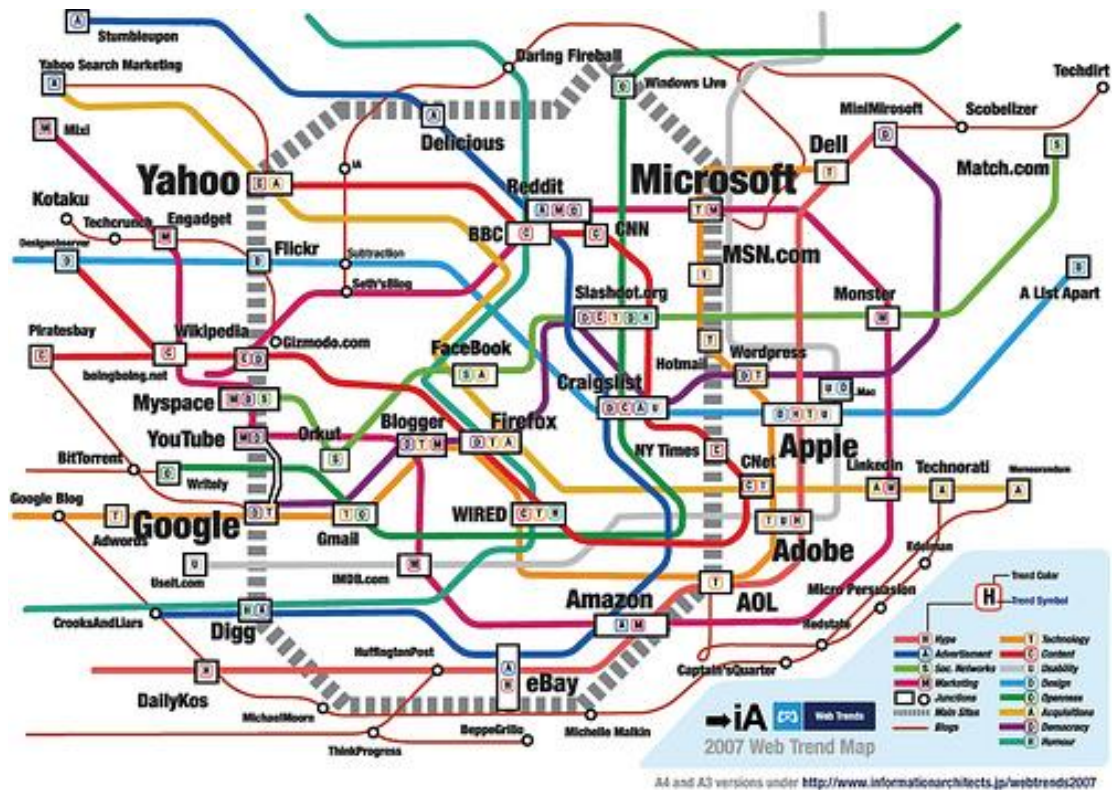 Stumbleupon
Daring Fireball
Yahoo Search Marketing
Windows Live
Techdirt
MiniMirosoft
Scobelizer
Mixi
Delicious
Dell
Match.com
IA
Yahoo
Reddit
Microsoft
Kotaku
Techcrunch
Engadget
BBC
CNN
Designobserver
Flickr
Subtraction
MSN.com
Seth'sBlog
Slashdot.org
Monster
A List Apart
Piratesbay
Wikipedia
Gizmodo.com
FaceBook
Hotmail
Wordpress
boingboing.net
Craigslist
.Mac
Myspace
Blogger
Firefox
Apple
YouTube
Orkut
NY Times
BitTorrent
Writely
CNet
LinkedIn
Technorati
Memeorandum
Google Blog
Google
Gmail
WIRED
Adwords
Adobe
Useit.com
IMDB.com
Edelman
AOL
Micro Persuasion
Amazon
CrooksAndLiars
Digg
Redstate
HuffingtonPost
Captain'sQuarter
DailyKos
eBay
MichaelMoore
BeppeGrillo
Michelle Malkin
ThinkProgress
H
Trend Color
Trend Symbol
H Hype
A Advertisment
S Soc. Networks
M Marketing
Junctions
Main Sites
Blogs
T Technology
C Content
U Usability
D Design
O Openness
A Acquisitions
D Democracy
H Humour
iA Web Trends
2007 Web Trend Map
A4 and A3 versions under http://www.informationarchitects.jp/webtrends2007